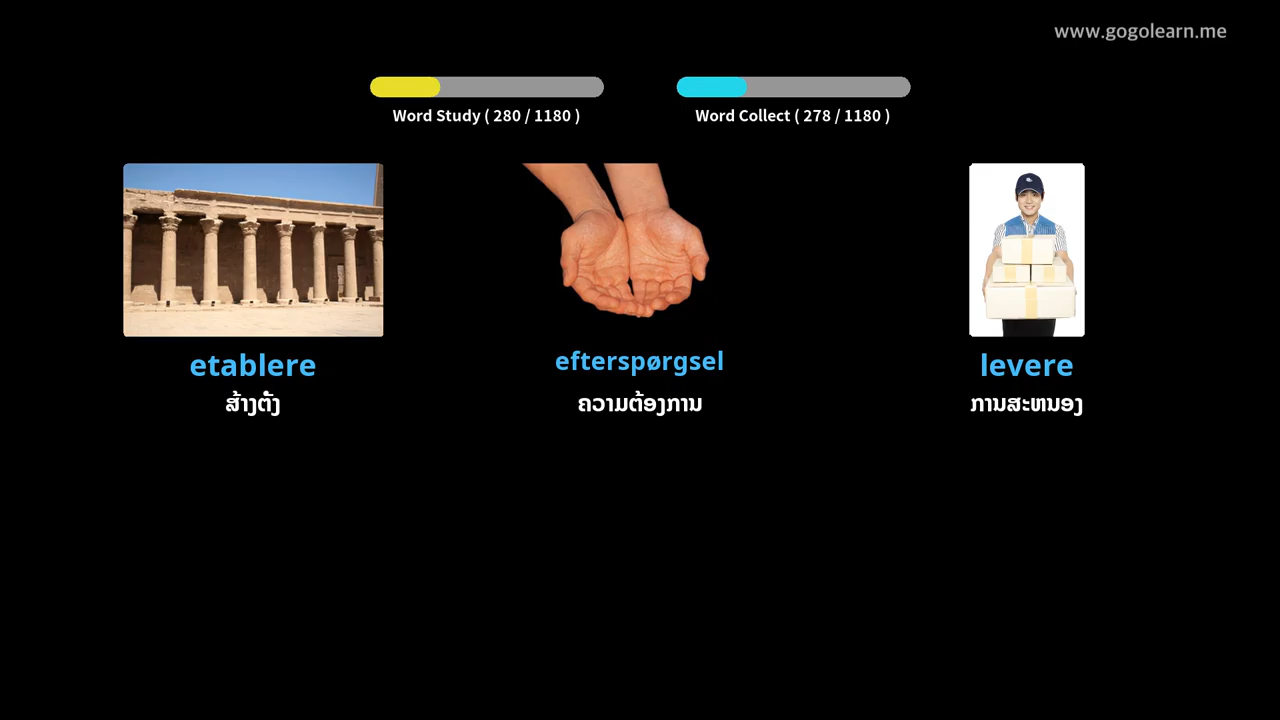 www.gogolearn.me
Word Study ( 280 / 1180 )
Word Collect ( 278 / 1180 )
etablere
efterspørgsel
levere
ສ້າງຕັ້ງ
ຄວາມຕ້ອງການ
ການສະຫນອງ